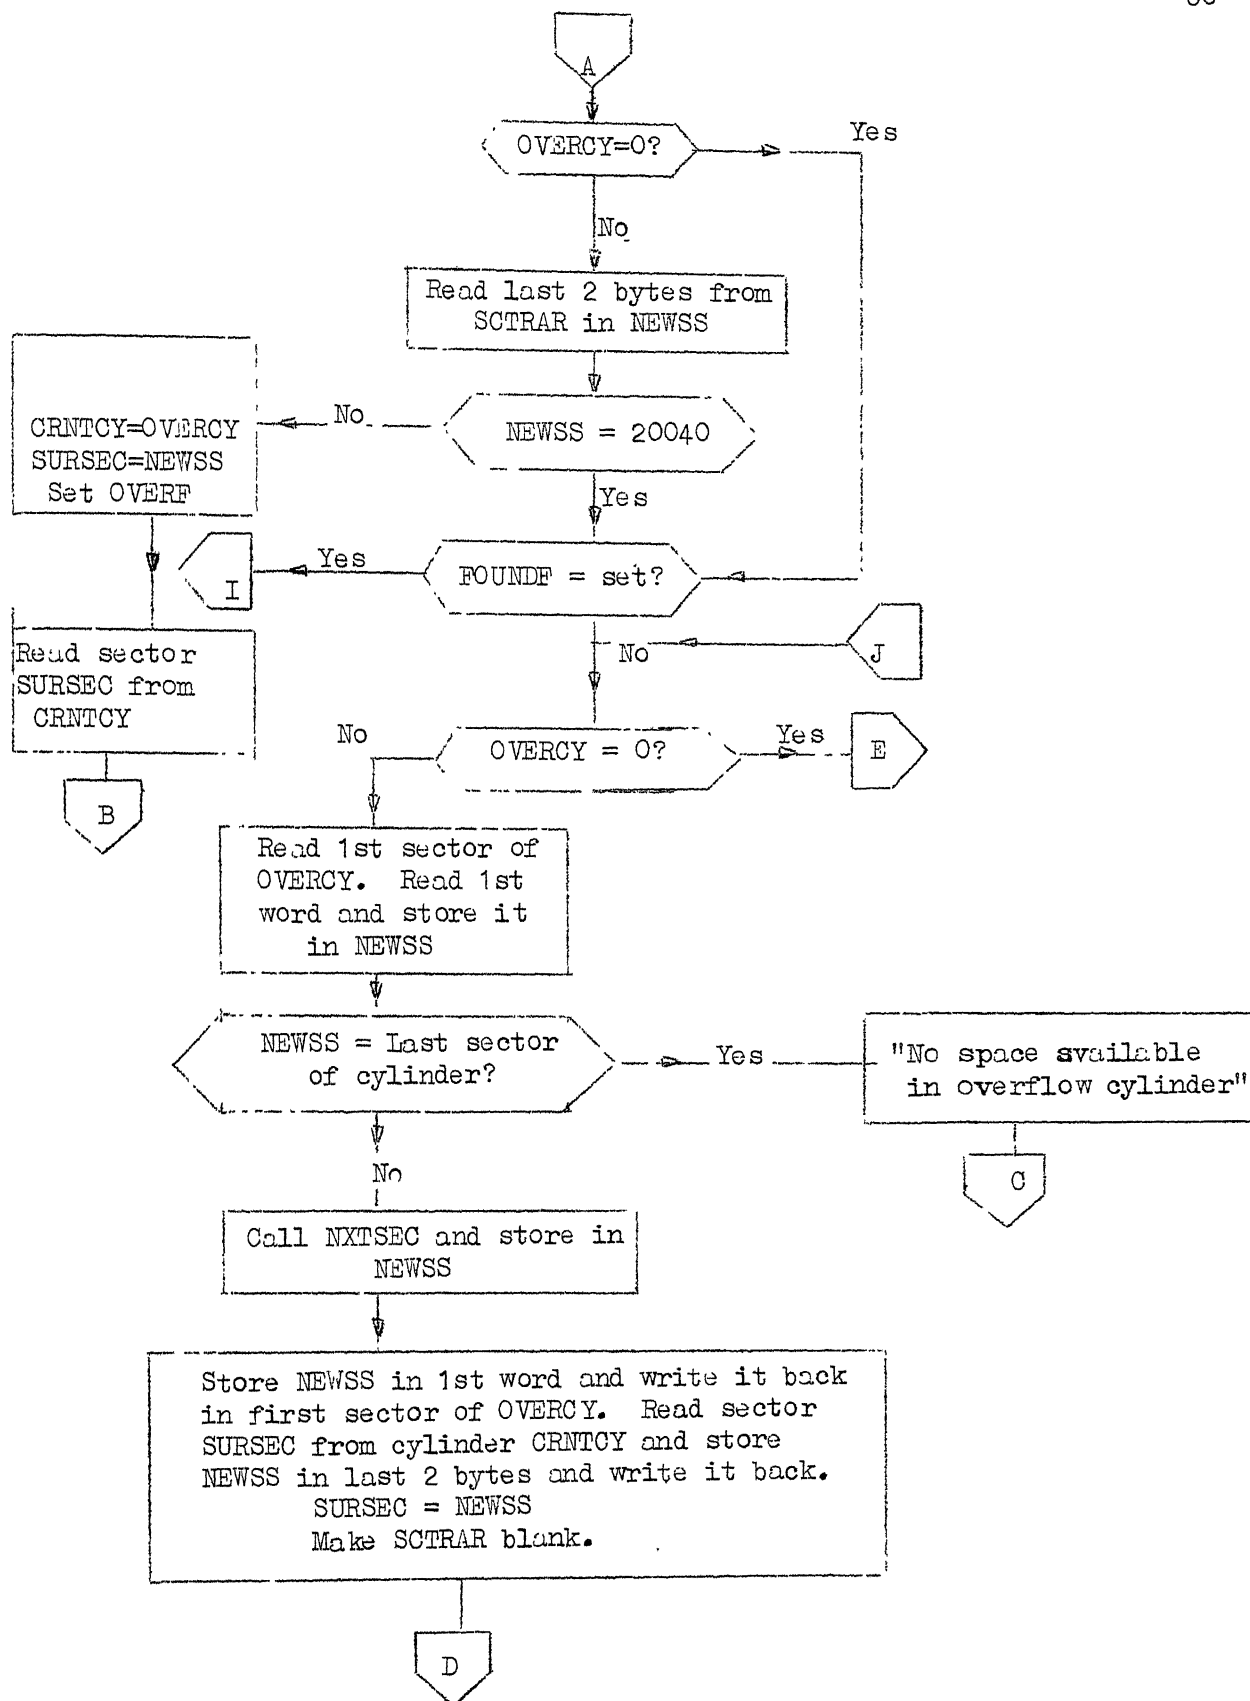 A
OVERCY=0?
Yes
No
Read last 2 bytes from
SCTRAR in NEWSS
NEWSS = 20040
No
CRNTCY=OVERCY
SURSEC=NEWSS
Set OVERF
Yes
FOUNDF = set?
Yes
I
No
J
Read sector
SURSEC from
CRNTCY
B
OVERCY = 0?
No
Yes
E
Read 1st sector of
OVERCY. Read 1st
word and store it
in NEWSS
NEWSS = Last sector
of cylinder?
Yes
"No space available
in overflow cylinder"
C
No
Call NXTSEC and store in
NEWSS
Store NEWSS in 1st word and write it back
in first sector of OVERCY. Read sector
SURSEC from cylinder CRNTCY and store
NEWSS in last 2 bytes and write it back.
SURSEC = NEWSS
Make SCTRAR blank.
D